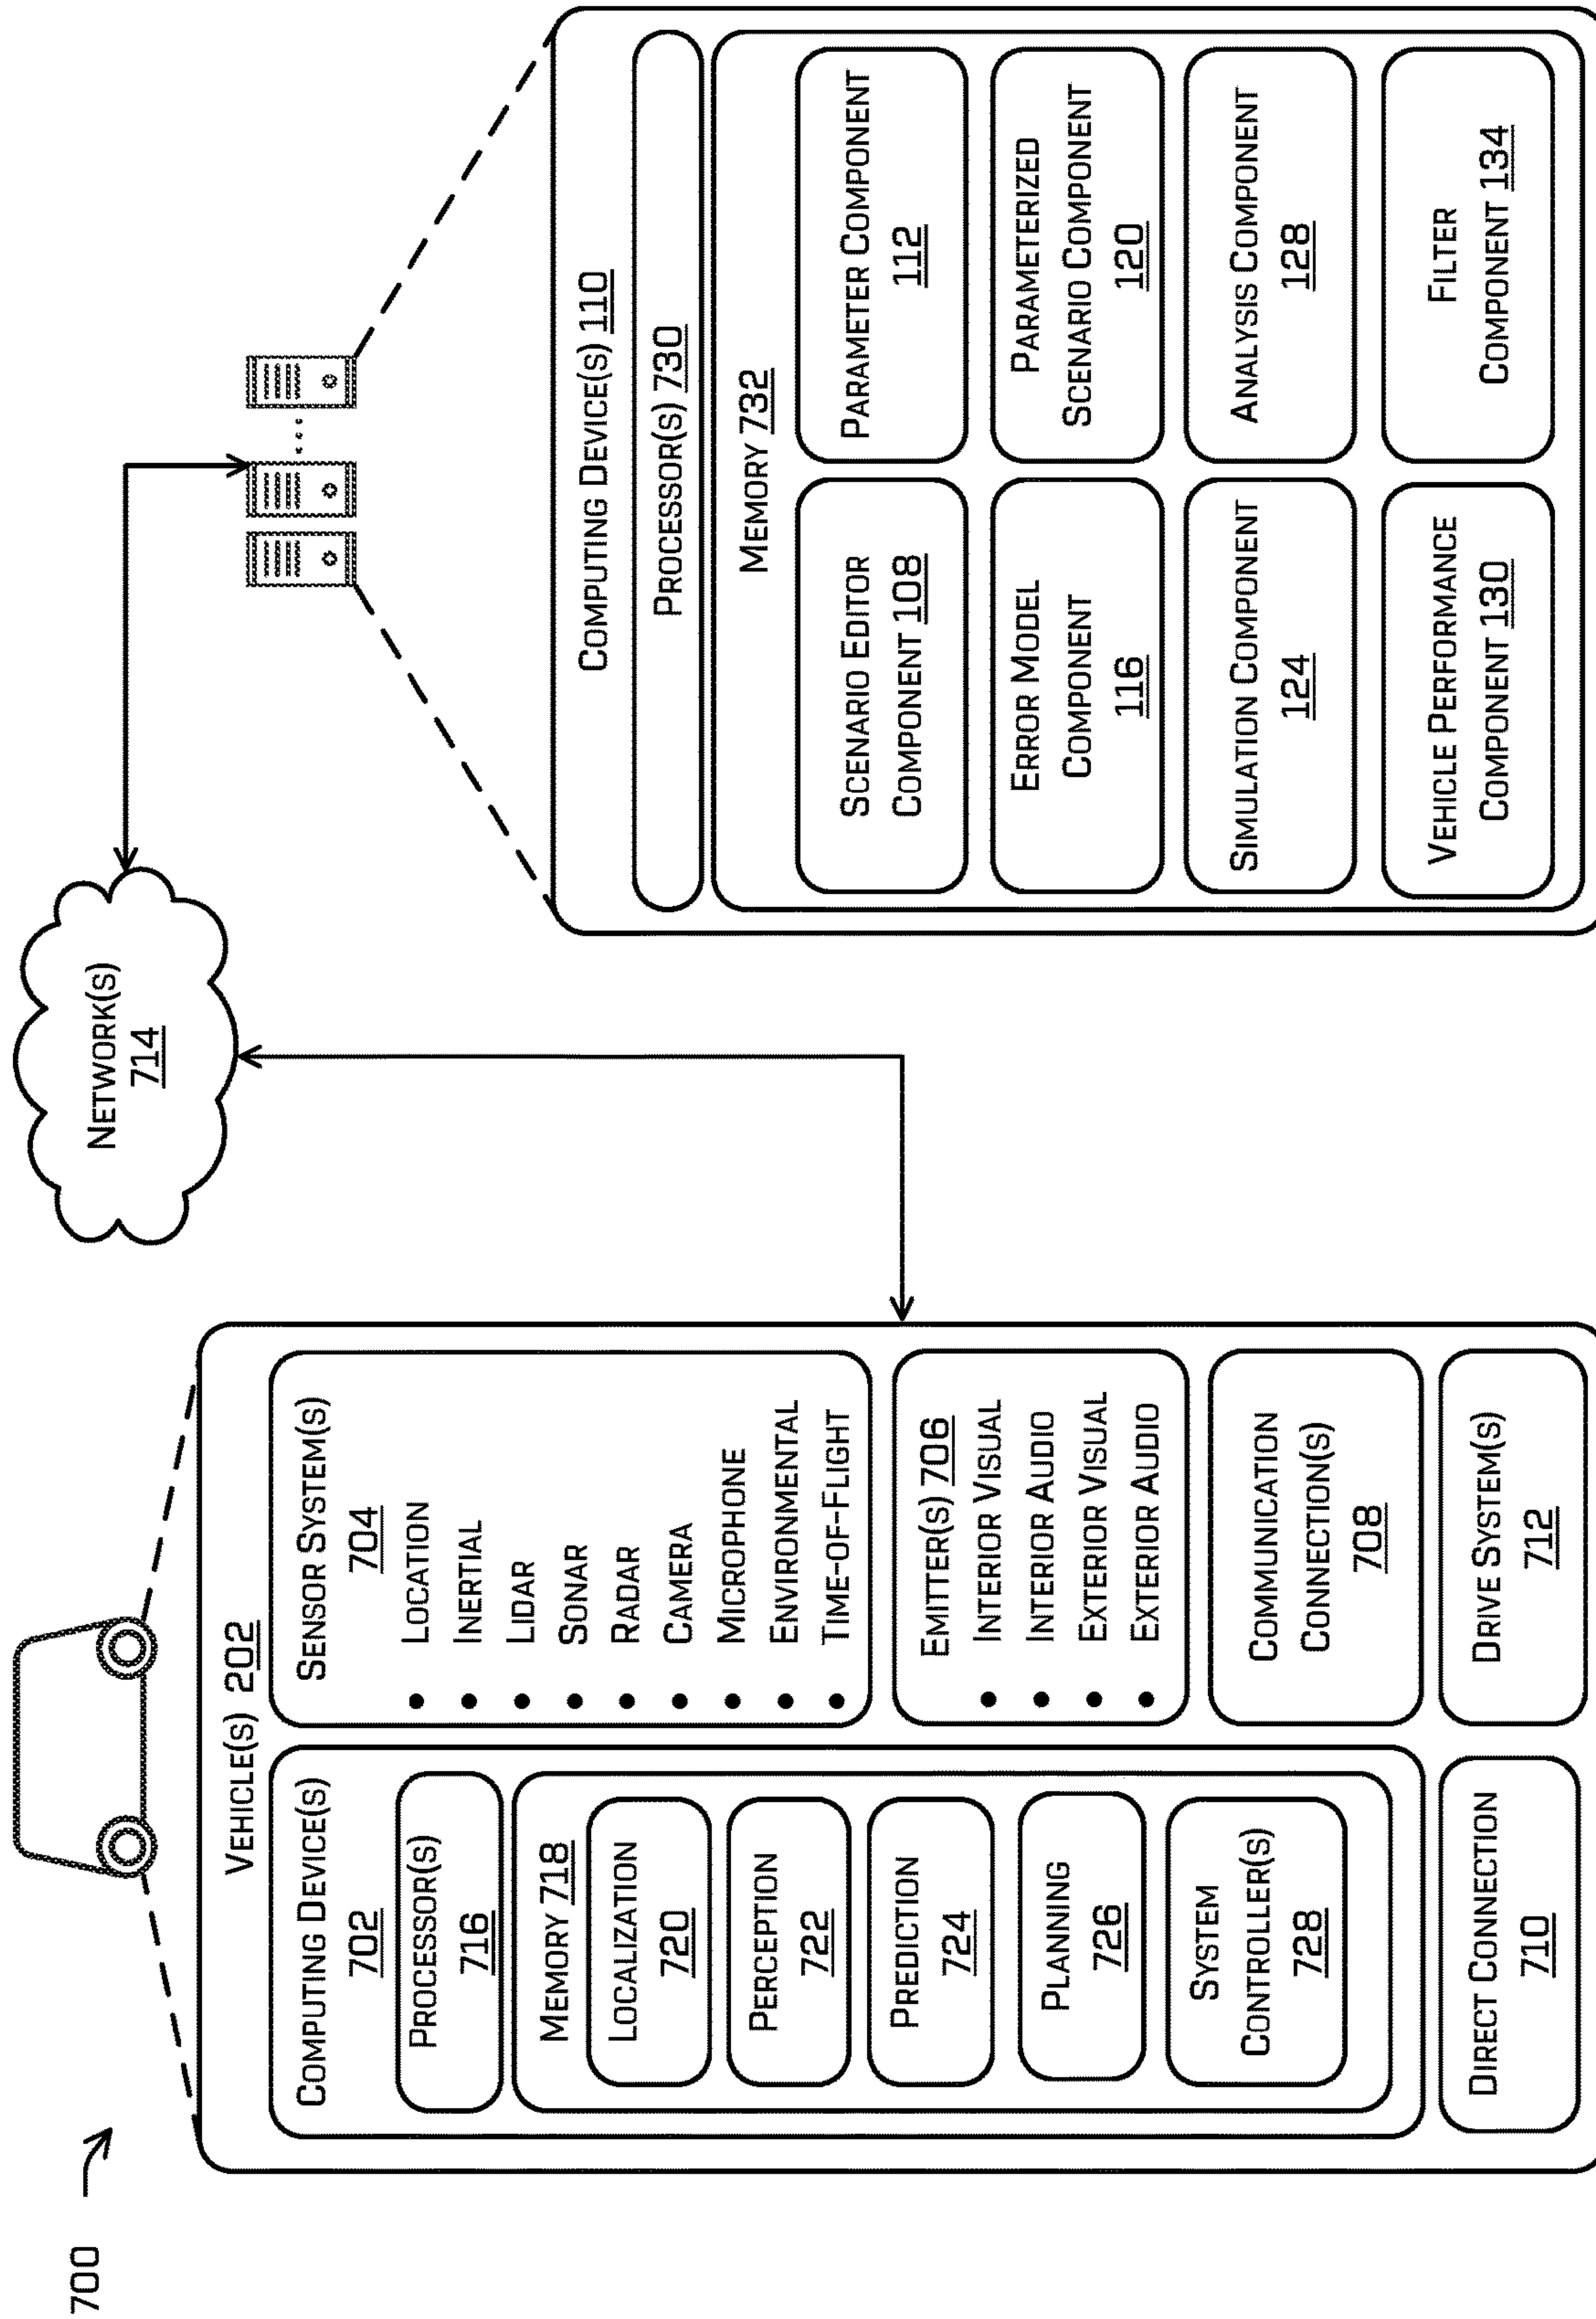 700
VEHICLE(S) 202
COMPUTING DEVICE(S)
702
PROCESSOR(S)
716
MEMORY 718
LOCALIZATION
720
PERCEPTION
722
PREDICTION
724
PLANNING
726
SYSTEM
CONTROLLER(S)
728
DIRECT CONNECTION
710
SENSOR SYSTEM(S)
704
• LOCATION
• INERTIAL
• LIDAR
• SONAR
• RADAR
• CAMERA
• MICROPHONE
• ENVIRONMENTAL
• TIME-OF-FLIGHT
EMITTER(S) 706
• INTERIOR VISUAL
• INTERIOR AUDIO
• EXTERIOR VISUAL
• EXTERIOR AUDIO
COMMUNICATION
CONNECTION(S)
708
DRIVE SYSTEM(S)
712
NETWORK(S)
714
COMPUTING DEVICE(S) 110
PROCESSOR(S) 730
MEMORY 732
SCENARIO EDITOR
COMPONENT 108
PARAMETER COMPONENT
112
ERROR MODEL
COMPONENT
116
PARAMETERIZED
SCENARIO COMPONENT
120
SIMULATION COMPONENT
124
ANALYSIS COMPONENT
128
VEHICLE PERFORMANCE
COMPONENT 130
FILTER
COMPONENT 134